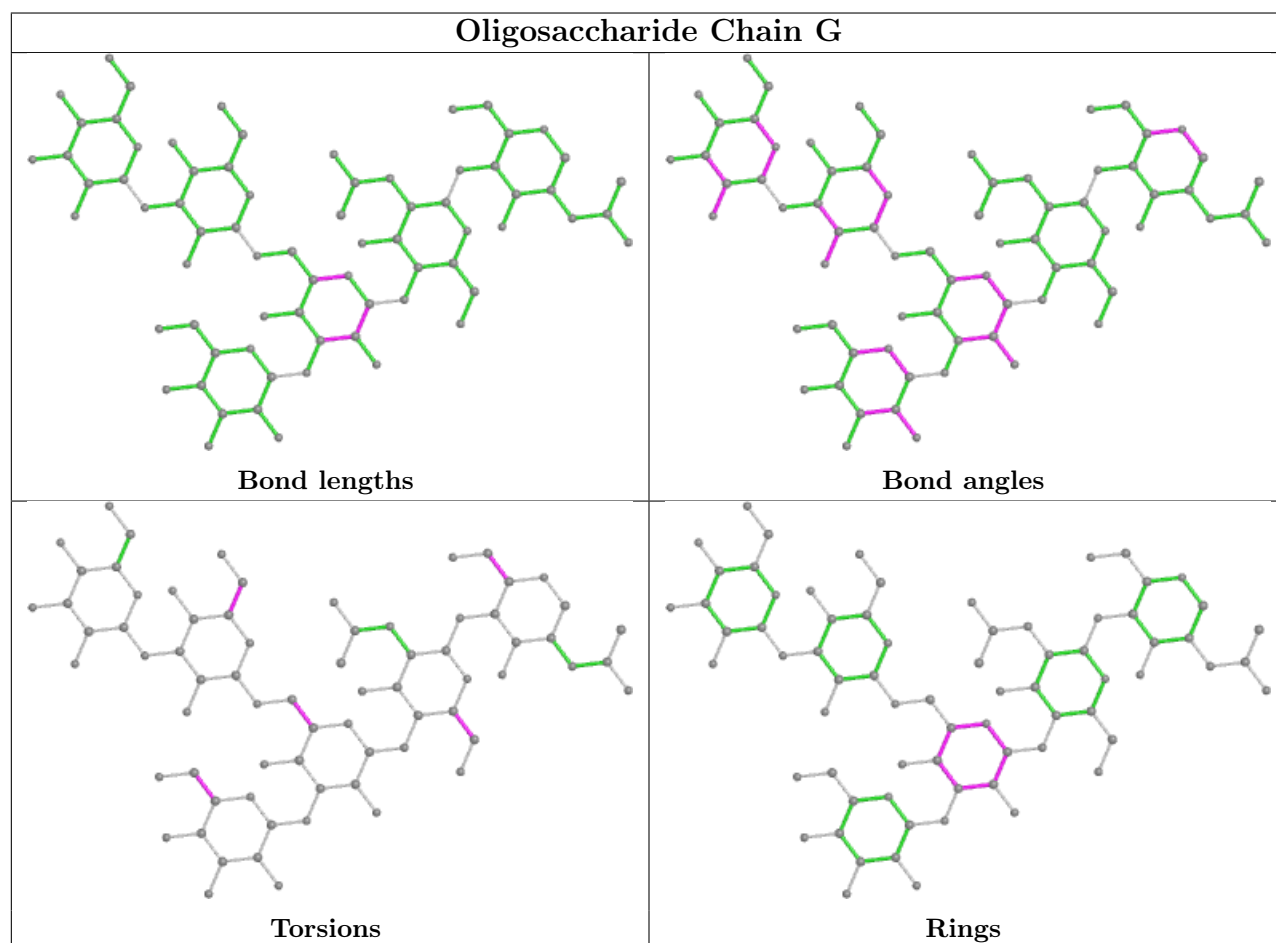 Oligosaccharide Chain G
Bond lengths
Bond angles
Torsions
Rings